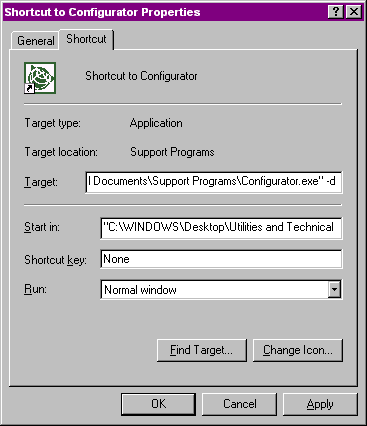 Shortcut to Configurator Properties
General Shortcut
Shortcut to Configurator
Target type: Application
Target location: Support Programs
Target: l Documents\Support Programs\Configurator.exe" -d
Start in: "C:\WINDOWS\Desktop\Utilities and Technical
Shortcut key: None
Run: Normal window
Find Target... Change Icon...
OK Cancel Apply